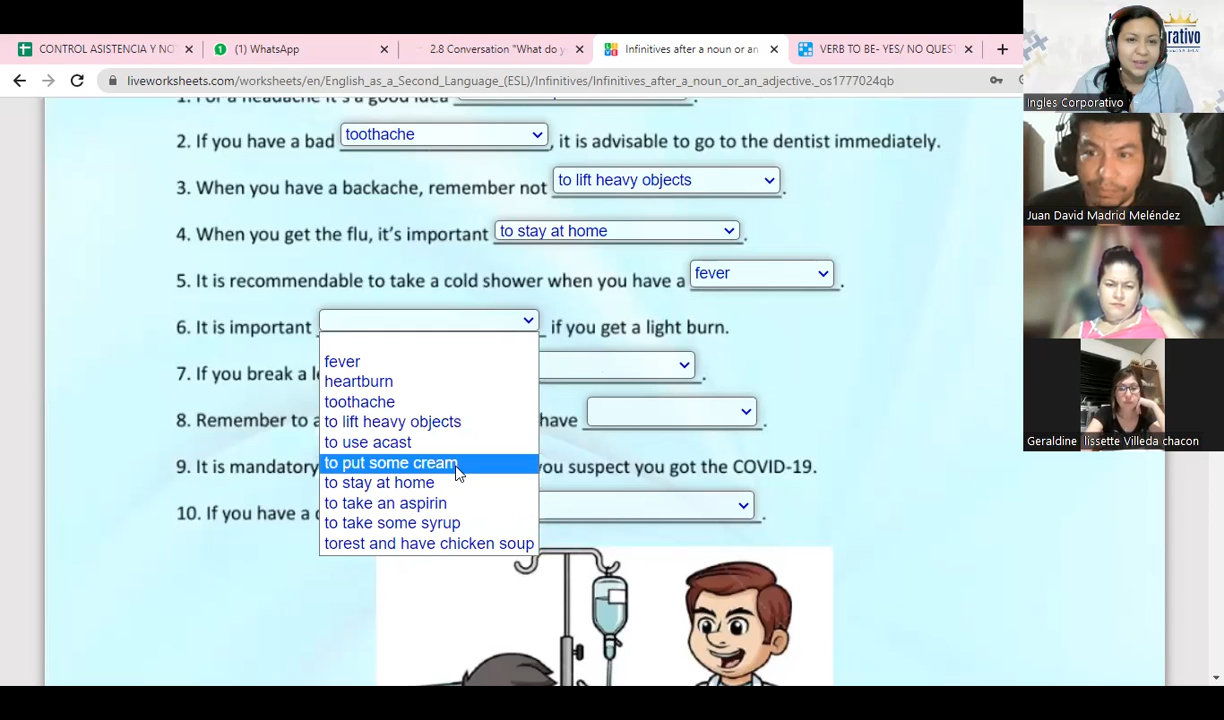 CONTROL ASISTENCIA Y NO
(1) WhatsApp
2.8 Conversation "What do y
Infinitives after a noun or an
VERB TO BE- YES/ NO QUEST
liveworksheets.com/worksheets/en/English_as_a_Second_Language_(ESL)/Infinitives/Infinitives_after_a_noun_or_an_adjective._os1777024qb
1. For a headache it's a good idea
2. If you have a bad toothache, it is advisable to go to the dentist immediately.
3. When you have a backache, remember not to lift heavy objects.
4. When you get the flu, it's important to stay at home.
5. It is recommendable to take a cold shower when you have a fever.
6. It is important if you get a light burn.
fever
heartburn
toothache
to lift heavy objects
to use acast
to put some cream
to stay at home
to take an aspirin
to take some syrup
torest and have chicken soup
7. If you break a l
8. Remember to a have
9. It is mandatory you suspect you got the COVID-19.
10. If you have a
rativo
Ingles Corporativo
Juan David Madrid Meléndez
Geraldine lissette Villeda chacon